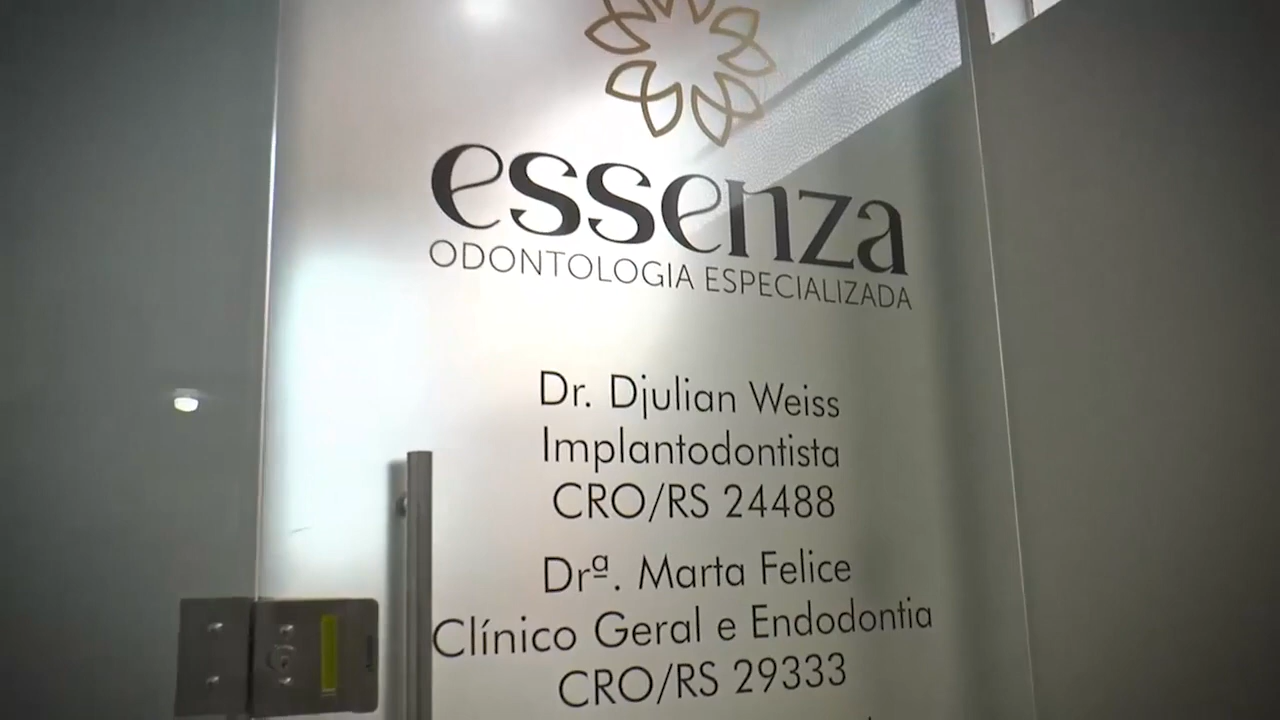 essenza
ODONTOLOGIA ESPECIALIZADA
Dr. Djulian Weiss
Implantodontista
CRO/RS 24488
Drª. Marta Felice
Clínico Geral e Endodontia
CRO/RS 29333